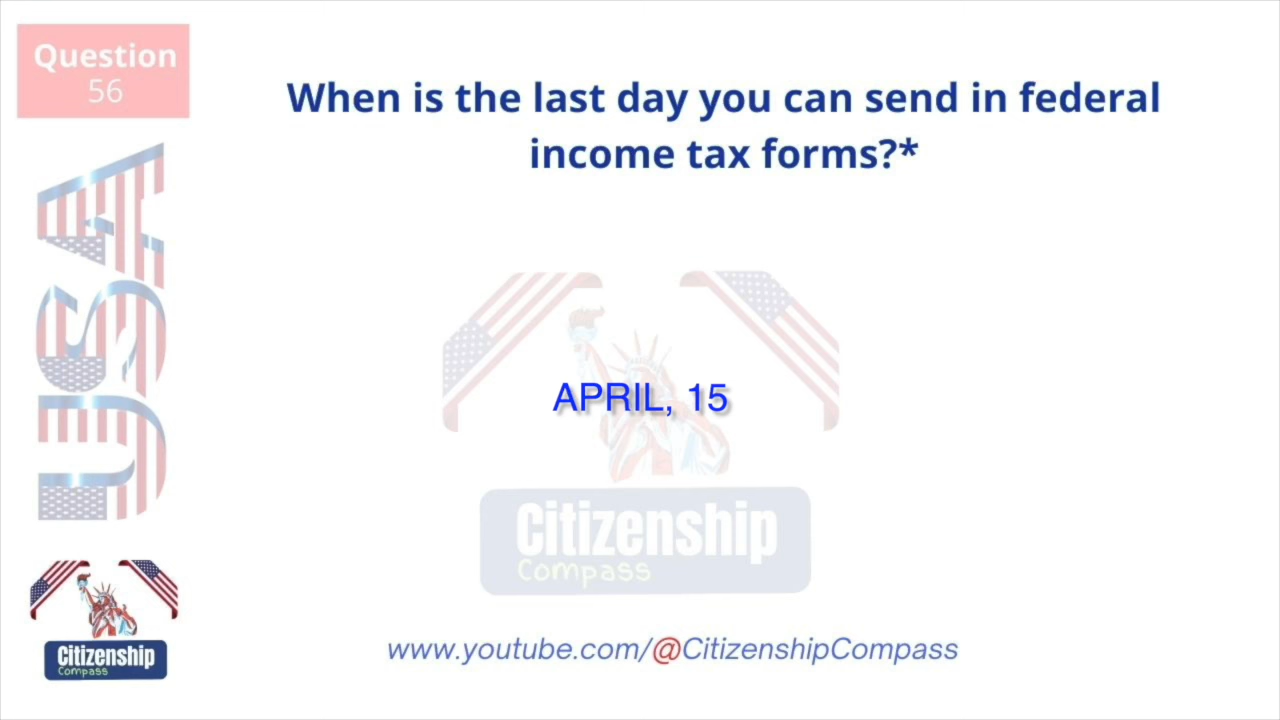 Question
56
When is the last day you can send in federal
income tax forms?*
USA
APRIL, 15
Citizenship
Compass
Citizenship
Compass
www.youtube.com/@CitizenshipCompass